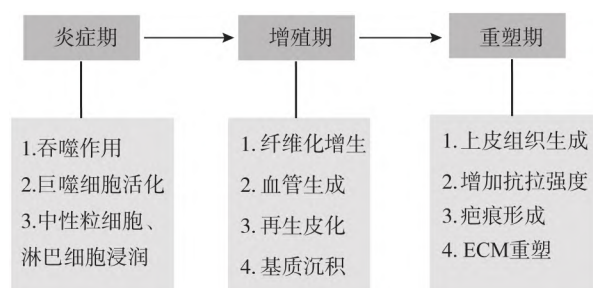 炎症期
增殖期
重塑期
1.吞噬作用
2.巨噬细胞活化
3.中性粒细胞、
淋巴细胞浸润
1.纤维化增生
2.血管生成
3.再生皮化
4.基质沉积
1.上皮组织生成
2.增加抗拉强度
3.疤痕形成
4.ECM重塑